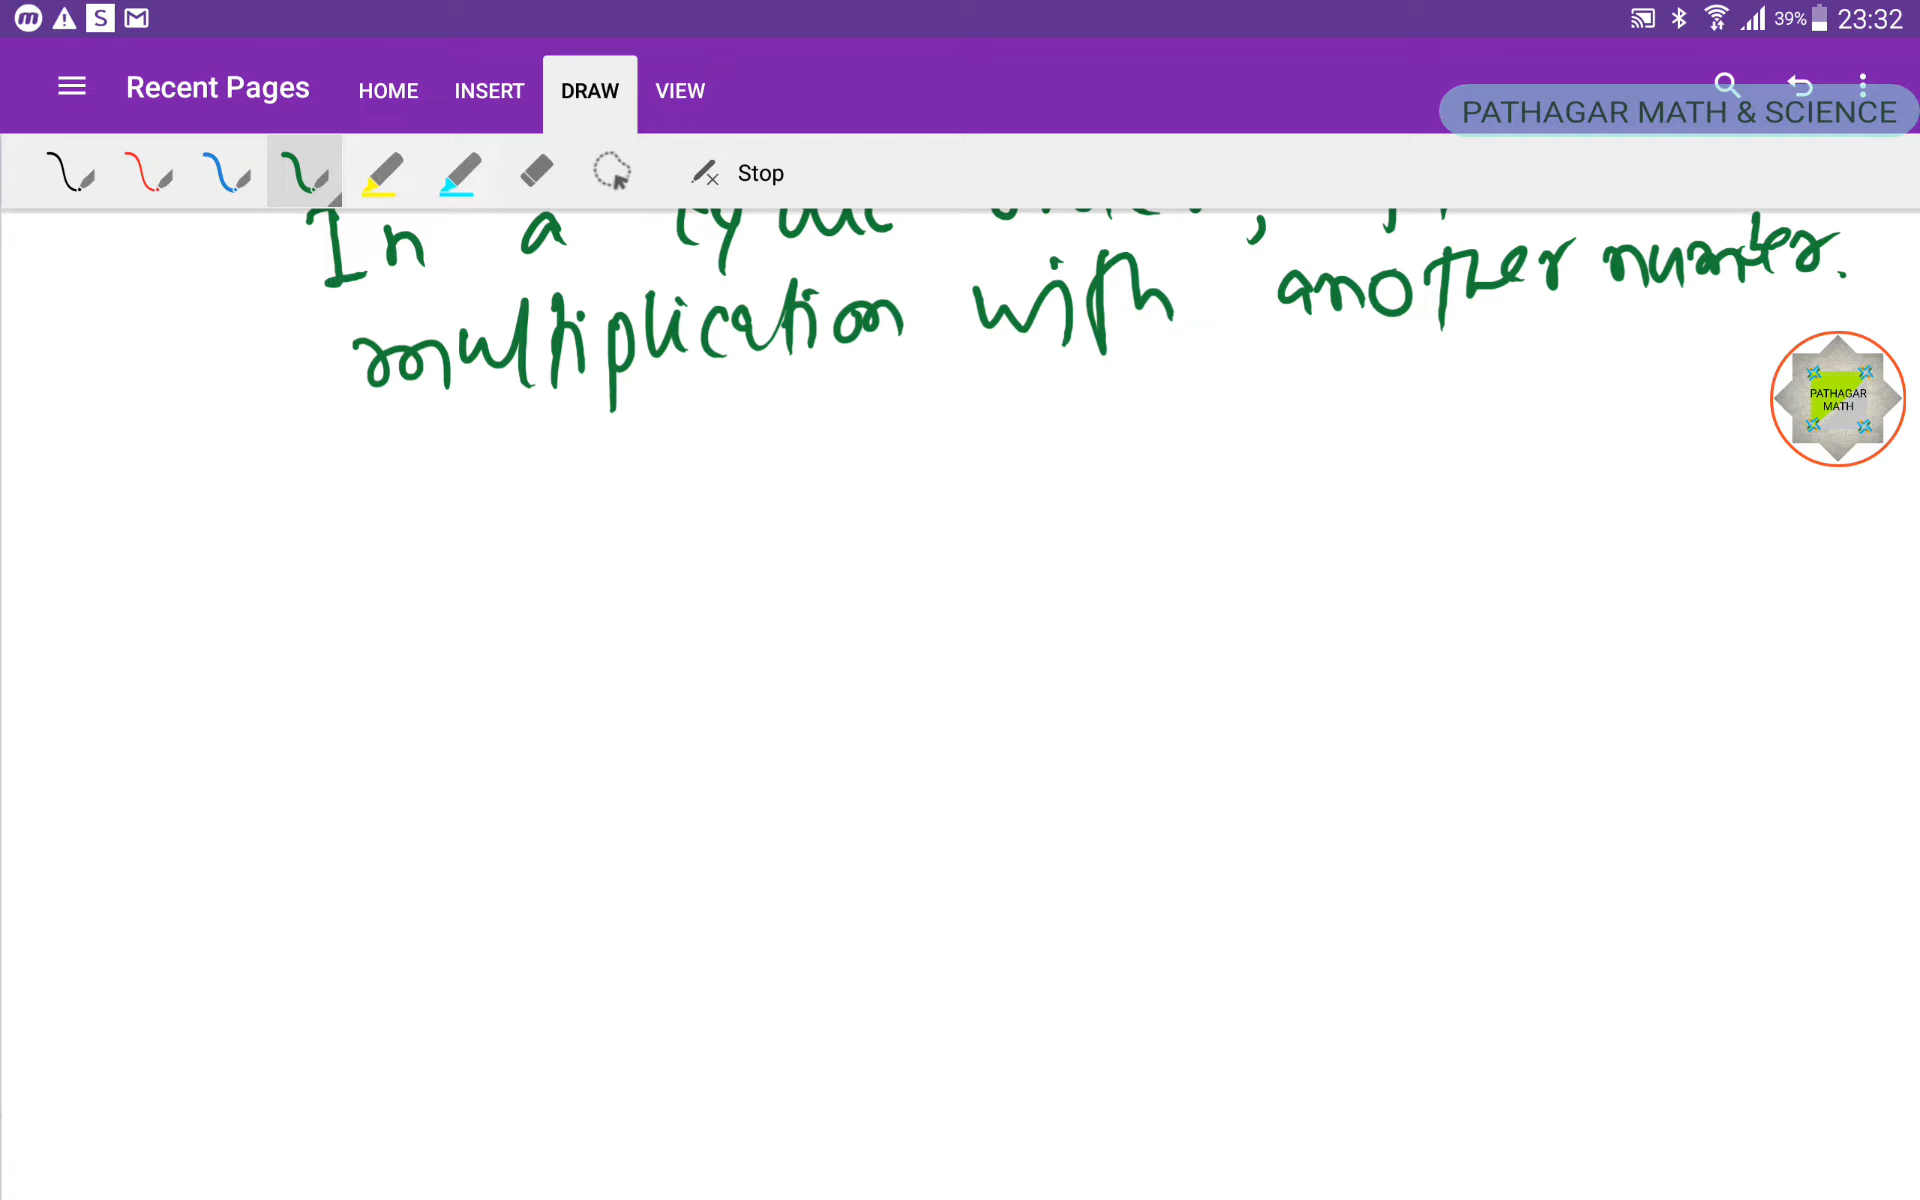 39% 23:32
Recent Pages HOME INSERT DRAW VIEW
PATHAGAR MATH & SCIENCE
Stop
In a
multiplication with another number.
PATHAGAR
MATH